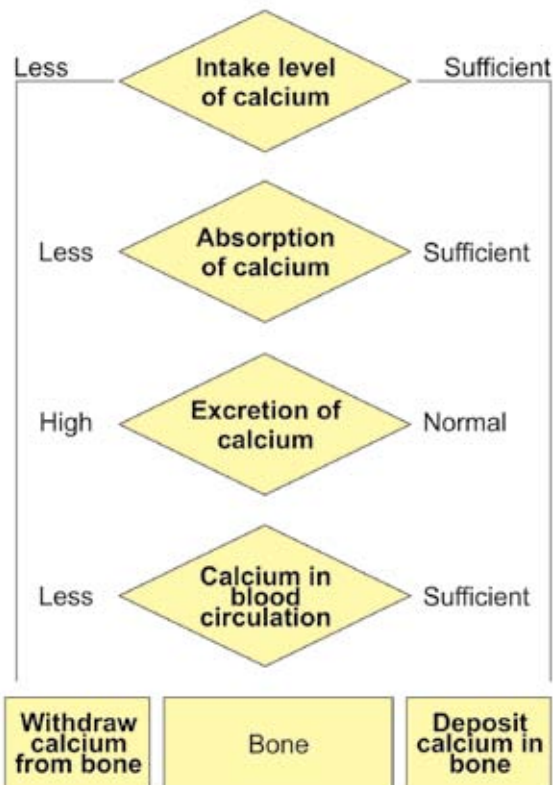 Less
Intake level
of calcium
Sufficient
Less
Absorption
of calcium
Sufficient
High
Excretion of
calcium
Normal
Less
Calcium in
blood
circulation
Sufficient
Withdraw
calcium
from bone
Bone
Deposit
calcium in
bone